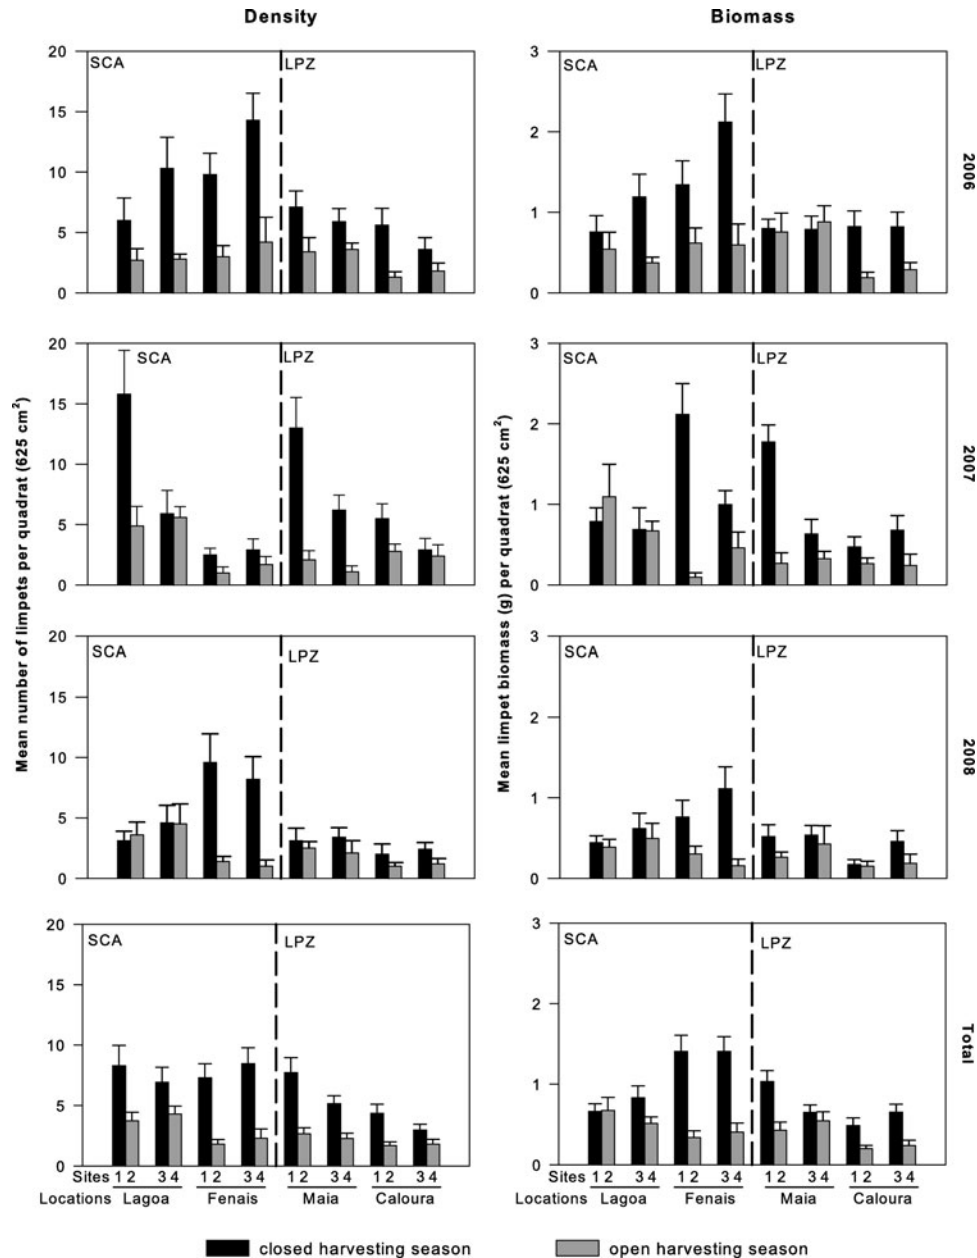 Density
Biomass
20
15
10
5
0
SCA
LPZ
3
2
1
0
SCA
LPZ
2006
20
15
10
5
0
SCA
LPZ
3
2
1
0
SCA
LPZ
2007
Mean number of limpets per quadrat (625 cm²)
Mean limpet biomass (g) per quadrat (625 cm²)
20
15
10
5
0
SCA
LPZ
3
2
1
0
SCA
LPZ
2008
20
15
10
5
0
SCA
LPZ
3
2
1
0
SCA
LPZ
Total
Sites 1 2 3 4 1 2 3 4 1 2 3 4 1 2 3 4
Locations Lagoa Fenais Maia Caloura
Sites 1 2 3 4 1 2 3 4 1 2 3 4 1 2 3 4
Locations Lagoa Fenais Maia Caloura
closed harvesting season
open harvesting season